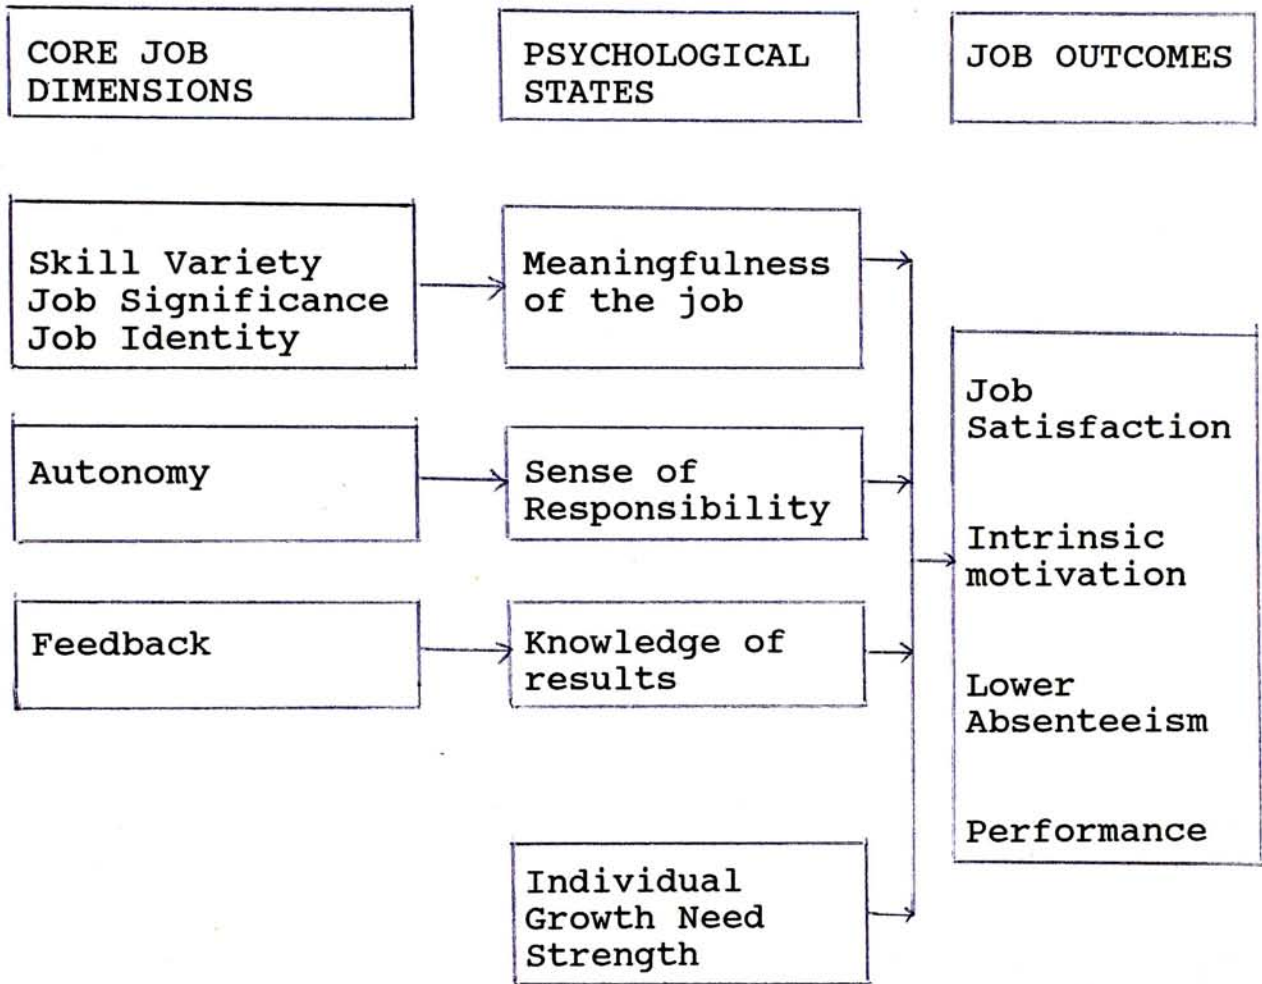 CORE JOB
DIMENSIONS
PSYCHOLOGICAL
STATES
JOB OUTCOMES
Skill Variety
Job Significance
Job Identity
Meaningfulness
of the job
Autonomy
Sense of
Responsibility
Feedback
Knowledge of
results
Individual
Growth Need
Strength
Job
Satisfaction
Intrinsic
motivation
Lower
Absenteeism
Performance